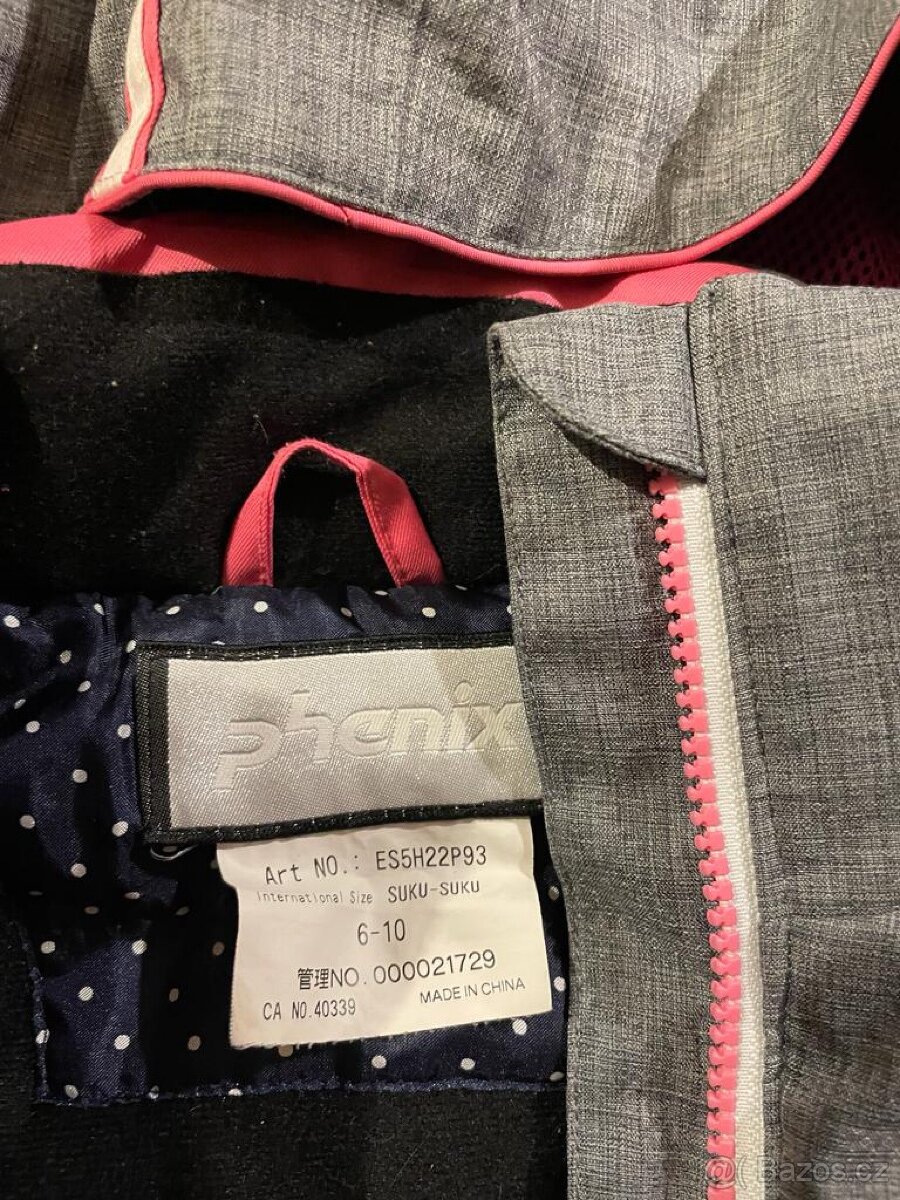 phenix
Art NO.: ES5H22P93
International Size SUKU-SUKU
6-10
管理NO.000021729
CA NO.40339 MADE IN CHINA
Bazos.cz